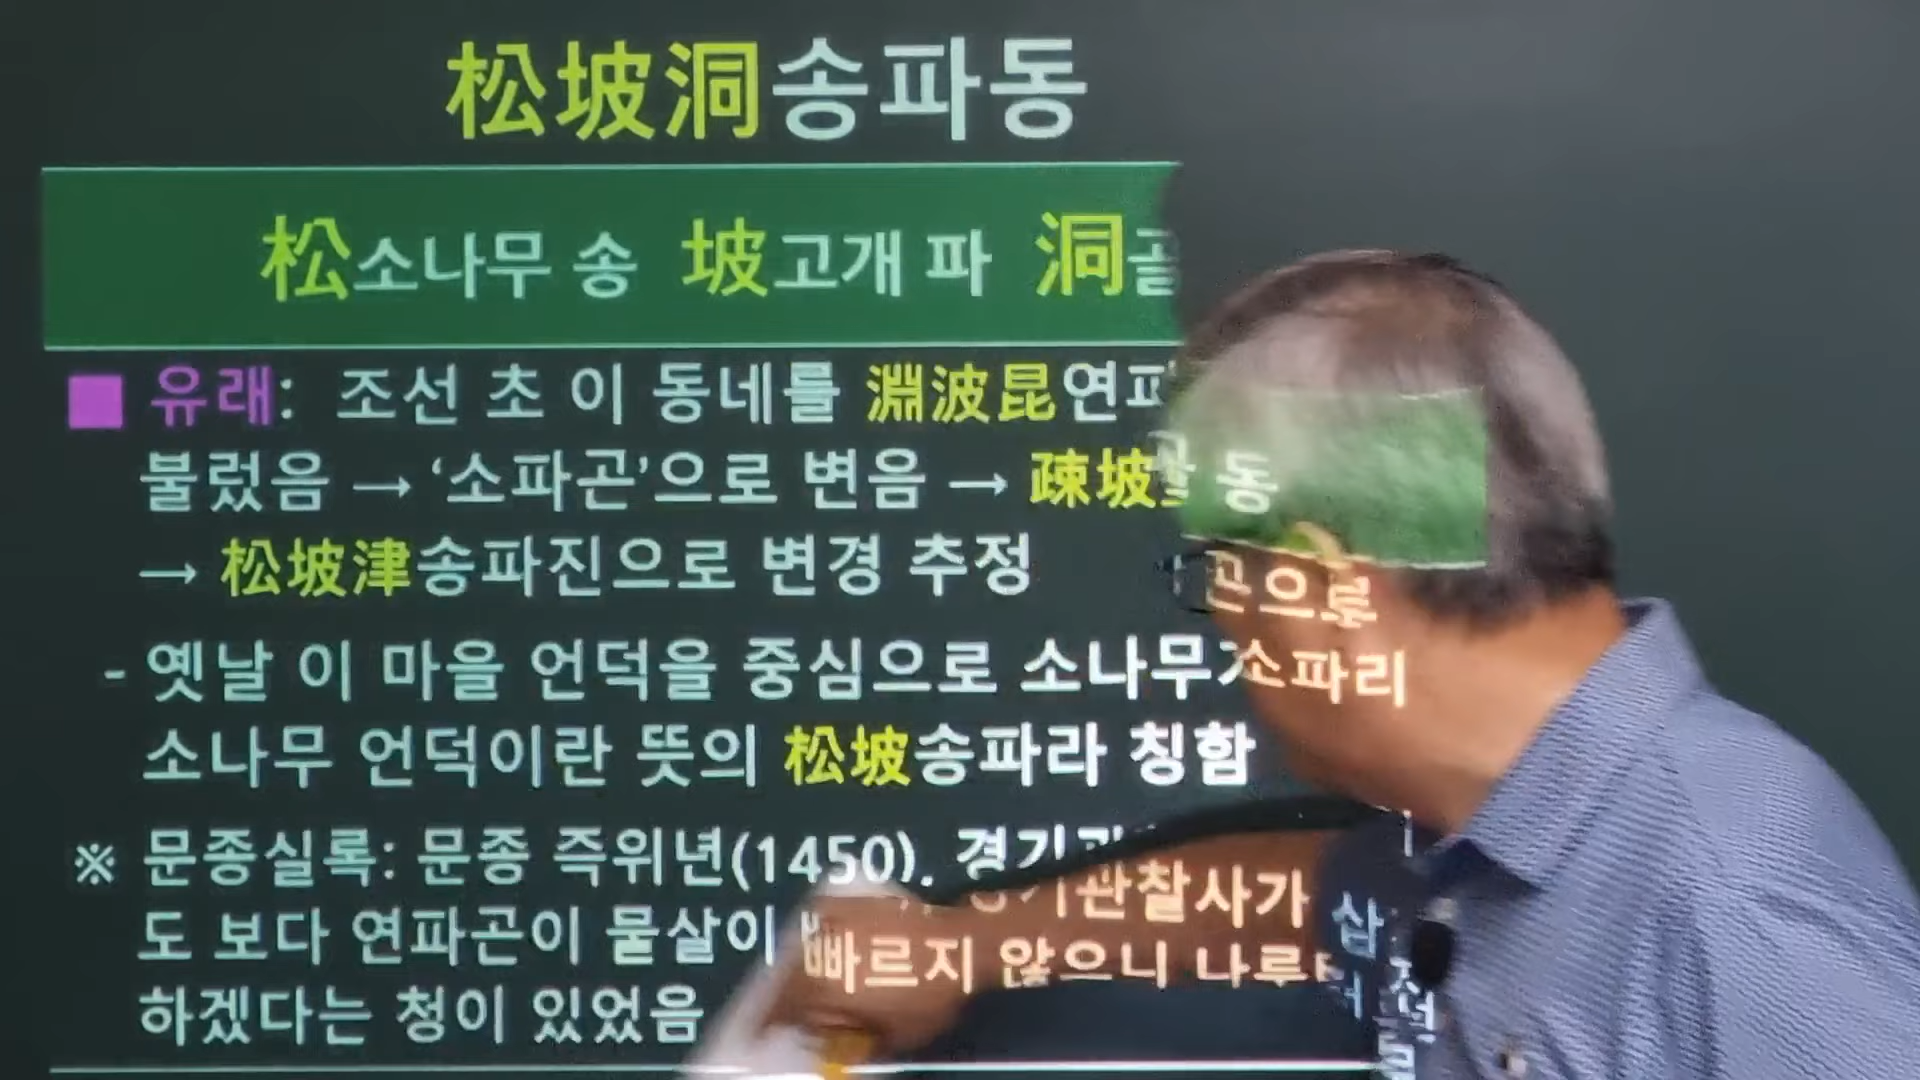 松坡洞송파동
松소나무 송 坡고개 파 洞골 동
■ 유래: 조선 초 이 동네를 淵波昆연파곤으로
불렀음 → ‘소파곤’으로 변음 → 疎坡 소파리
→ 松坡津송파진으로 변경 추정
- 옛날 이 마을 언덕을 중심으로 소나무가
소나무 언덕이란 뜻의 松坡송파라 칭함
※ 문종실록: 문종 즉위년(1450), 경기관찰사가 삼
도 보다 연파곤이 물살이 빠르지 않으니 나루
하겠다는 청이 있었음